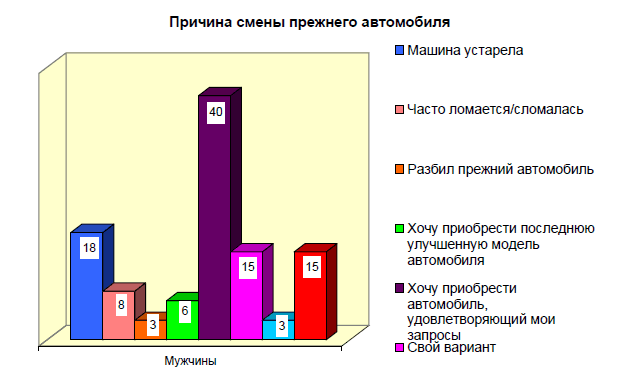 Причина смены прежнего автомобиля
18
8
3
6
40
15
3
15
Мужчины
Машина устарела
Часто ломается/сломалась
Разбил прежний автомобиль
Хочу приобрести последнюю
улучшенную модель
автомобиля
Хочу приобрести
автомобиль,
удовлетворяющий мои
запросы
Свой вариант